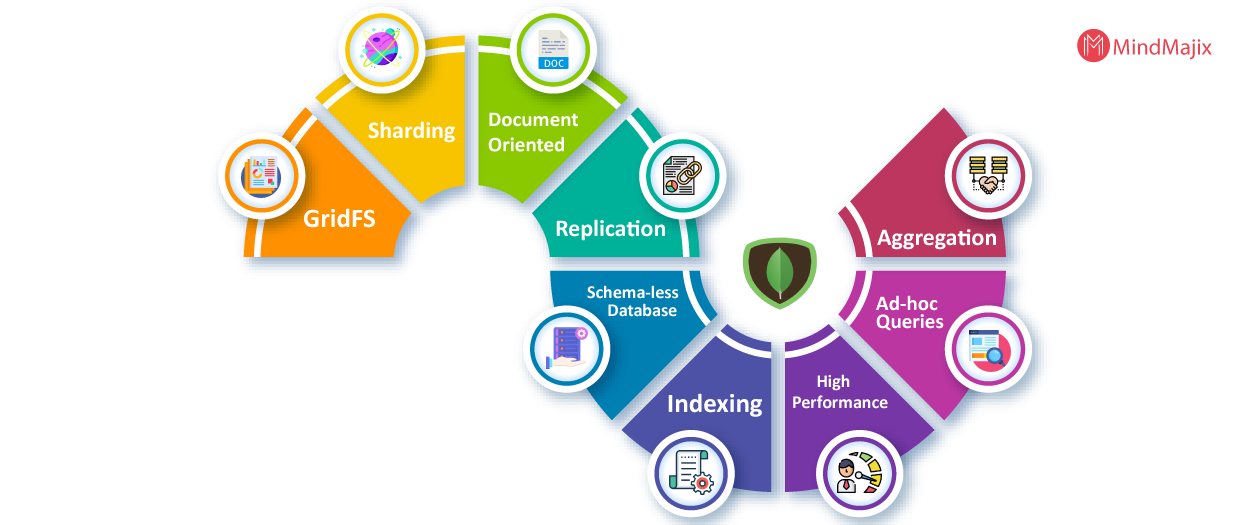 MindMajix
GridFS
Sharding
Document
Oriented
DOC
Replication
Schema-less
Database
Indexing
High
Performance
Ad-hoc
Queries
Aggregation